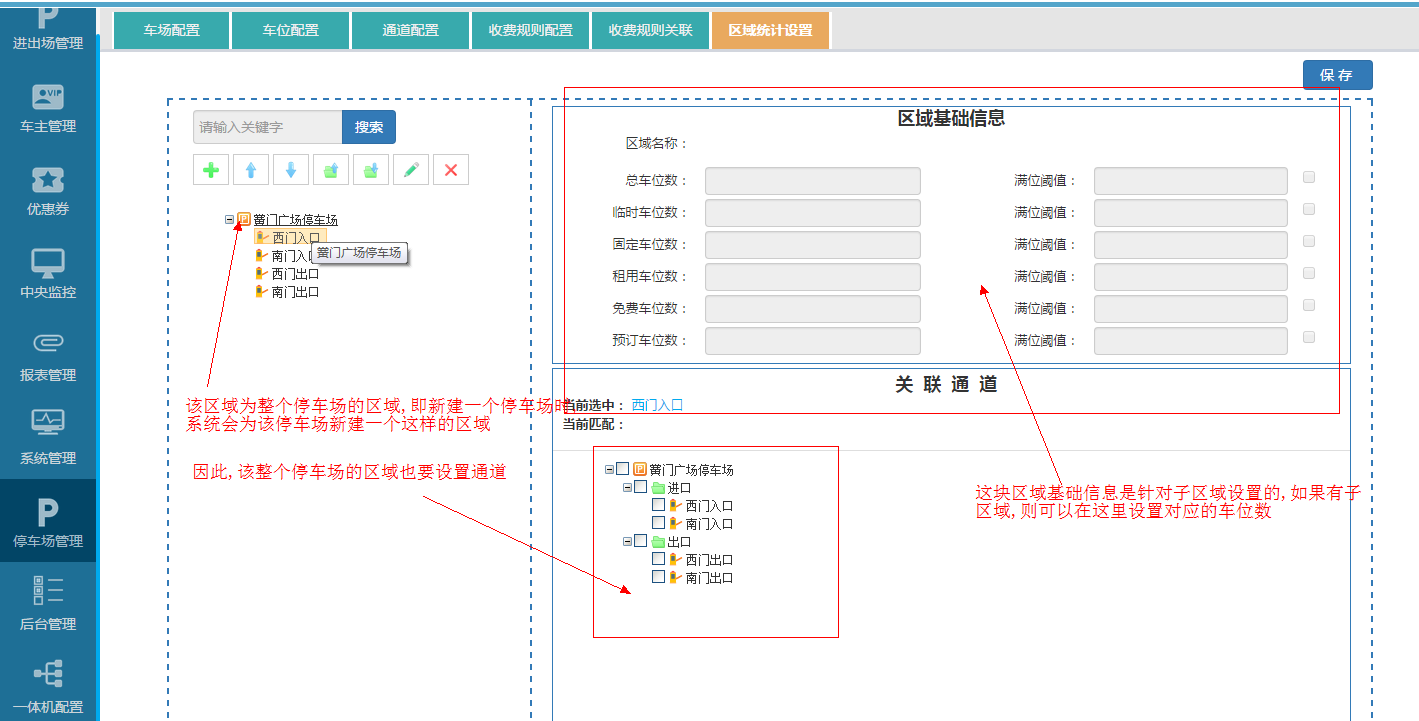 进出场管理
车主管理
优惠券
中央监控
报表管理
系统管理
停车场管理
后台管理
一体机配置
车场配置
车位配置
通道配置
收费规则配置
收费规则关联
区域统计设置
保 存
请输入关键字
搜索
黉门广场停车场
西门入口
南门入口
黉门广场停车场
西门出口
南门出口
该区域为整个停车场的区域,即新建一个停车场时
系统会为该停车场新建一个这样的区域
因此,该整个停车场的区域也要设置通道
区域基础信息
区域名称：
总车位数： 满位阈值：
临时车位数： 满位阈值：
固定车位数： 满位阈值：
租用车位数： 满位阈值：
免费车位数： 满位阈值：
预订车位数： 满位阈值：
关 联 通 道
当前选中： 西门入口
当前匹配：
黉门广场停车场
进口
西门入口
南门入口
出口
西门出口
南门出口
这块区域基础信息是针对子区域设置的,如果有子
区域,则可以在这里设置对应的车位数